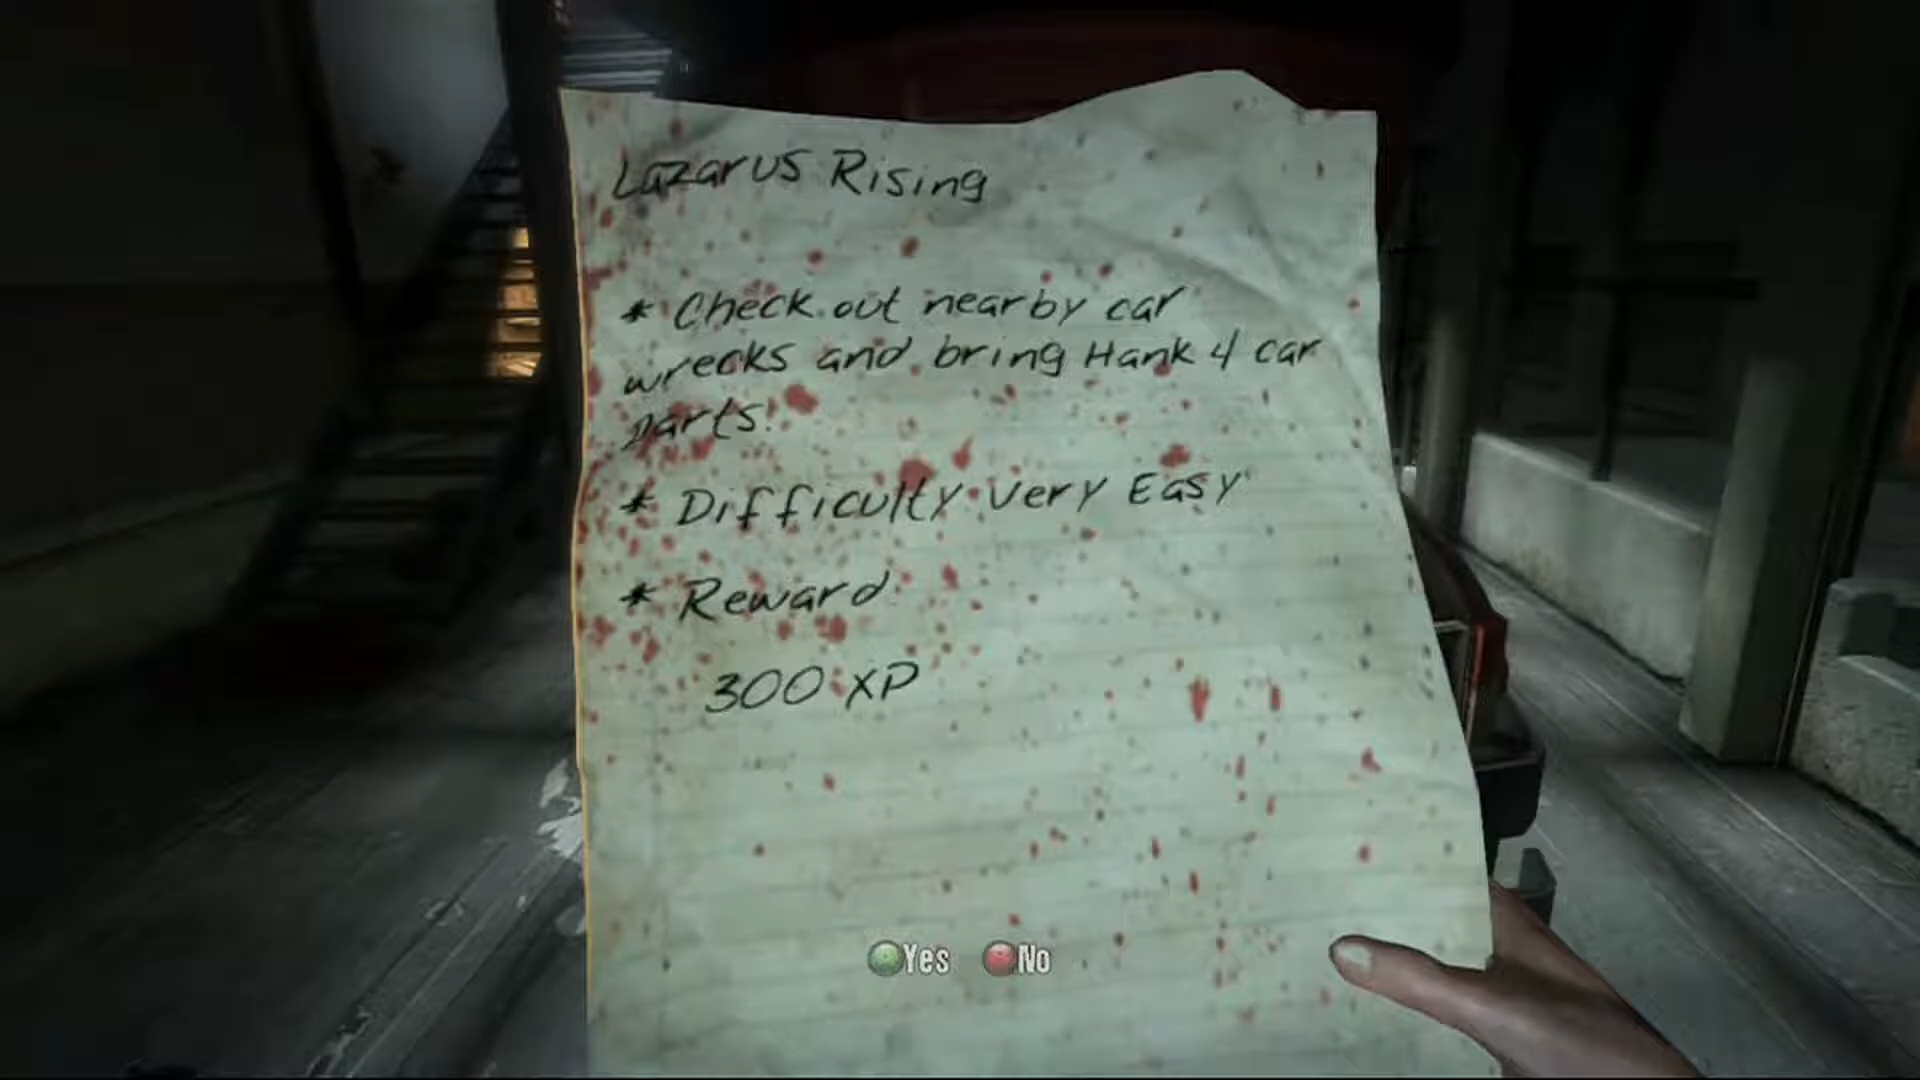 Lazarus Rising
* Check out nearby car
wrecks and bring Hank 4 car
parts!
* Difficulty Very Easy
* Reward
300 XP
Yes No